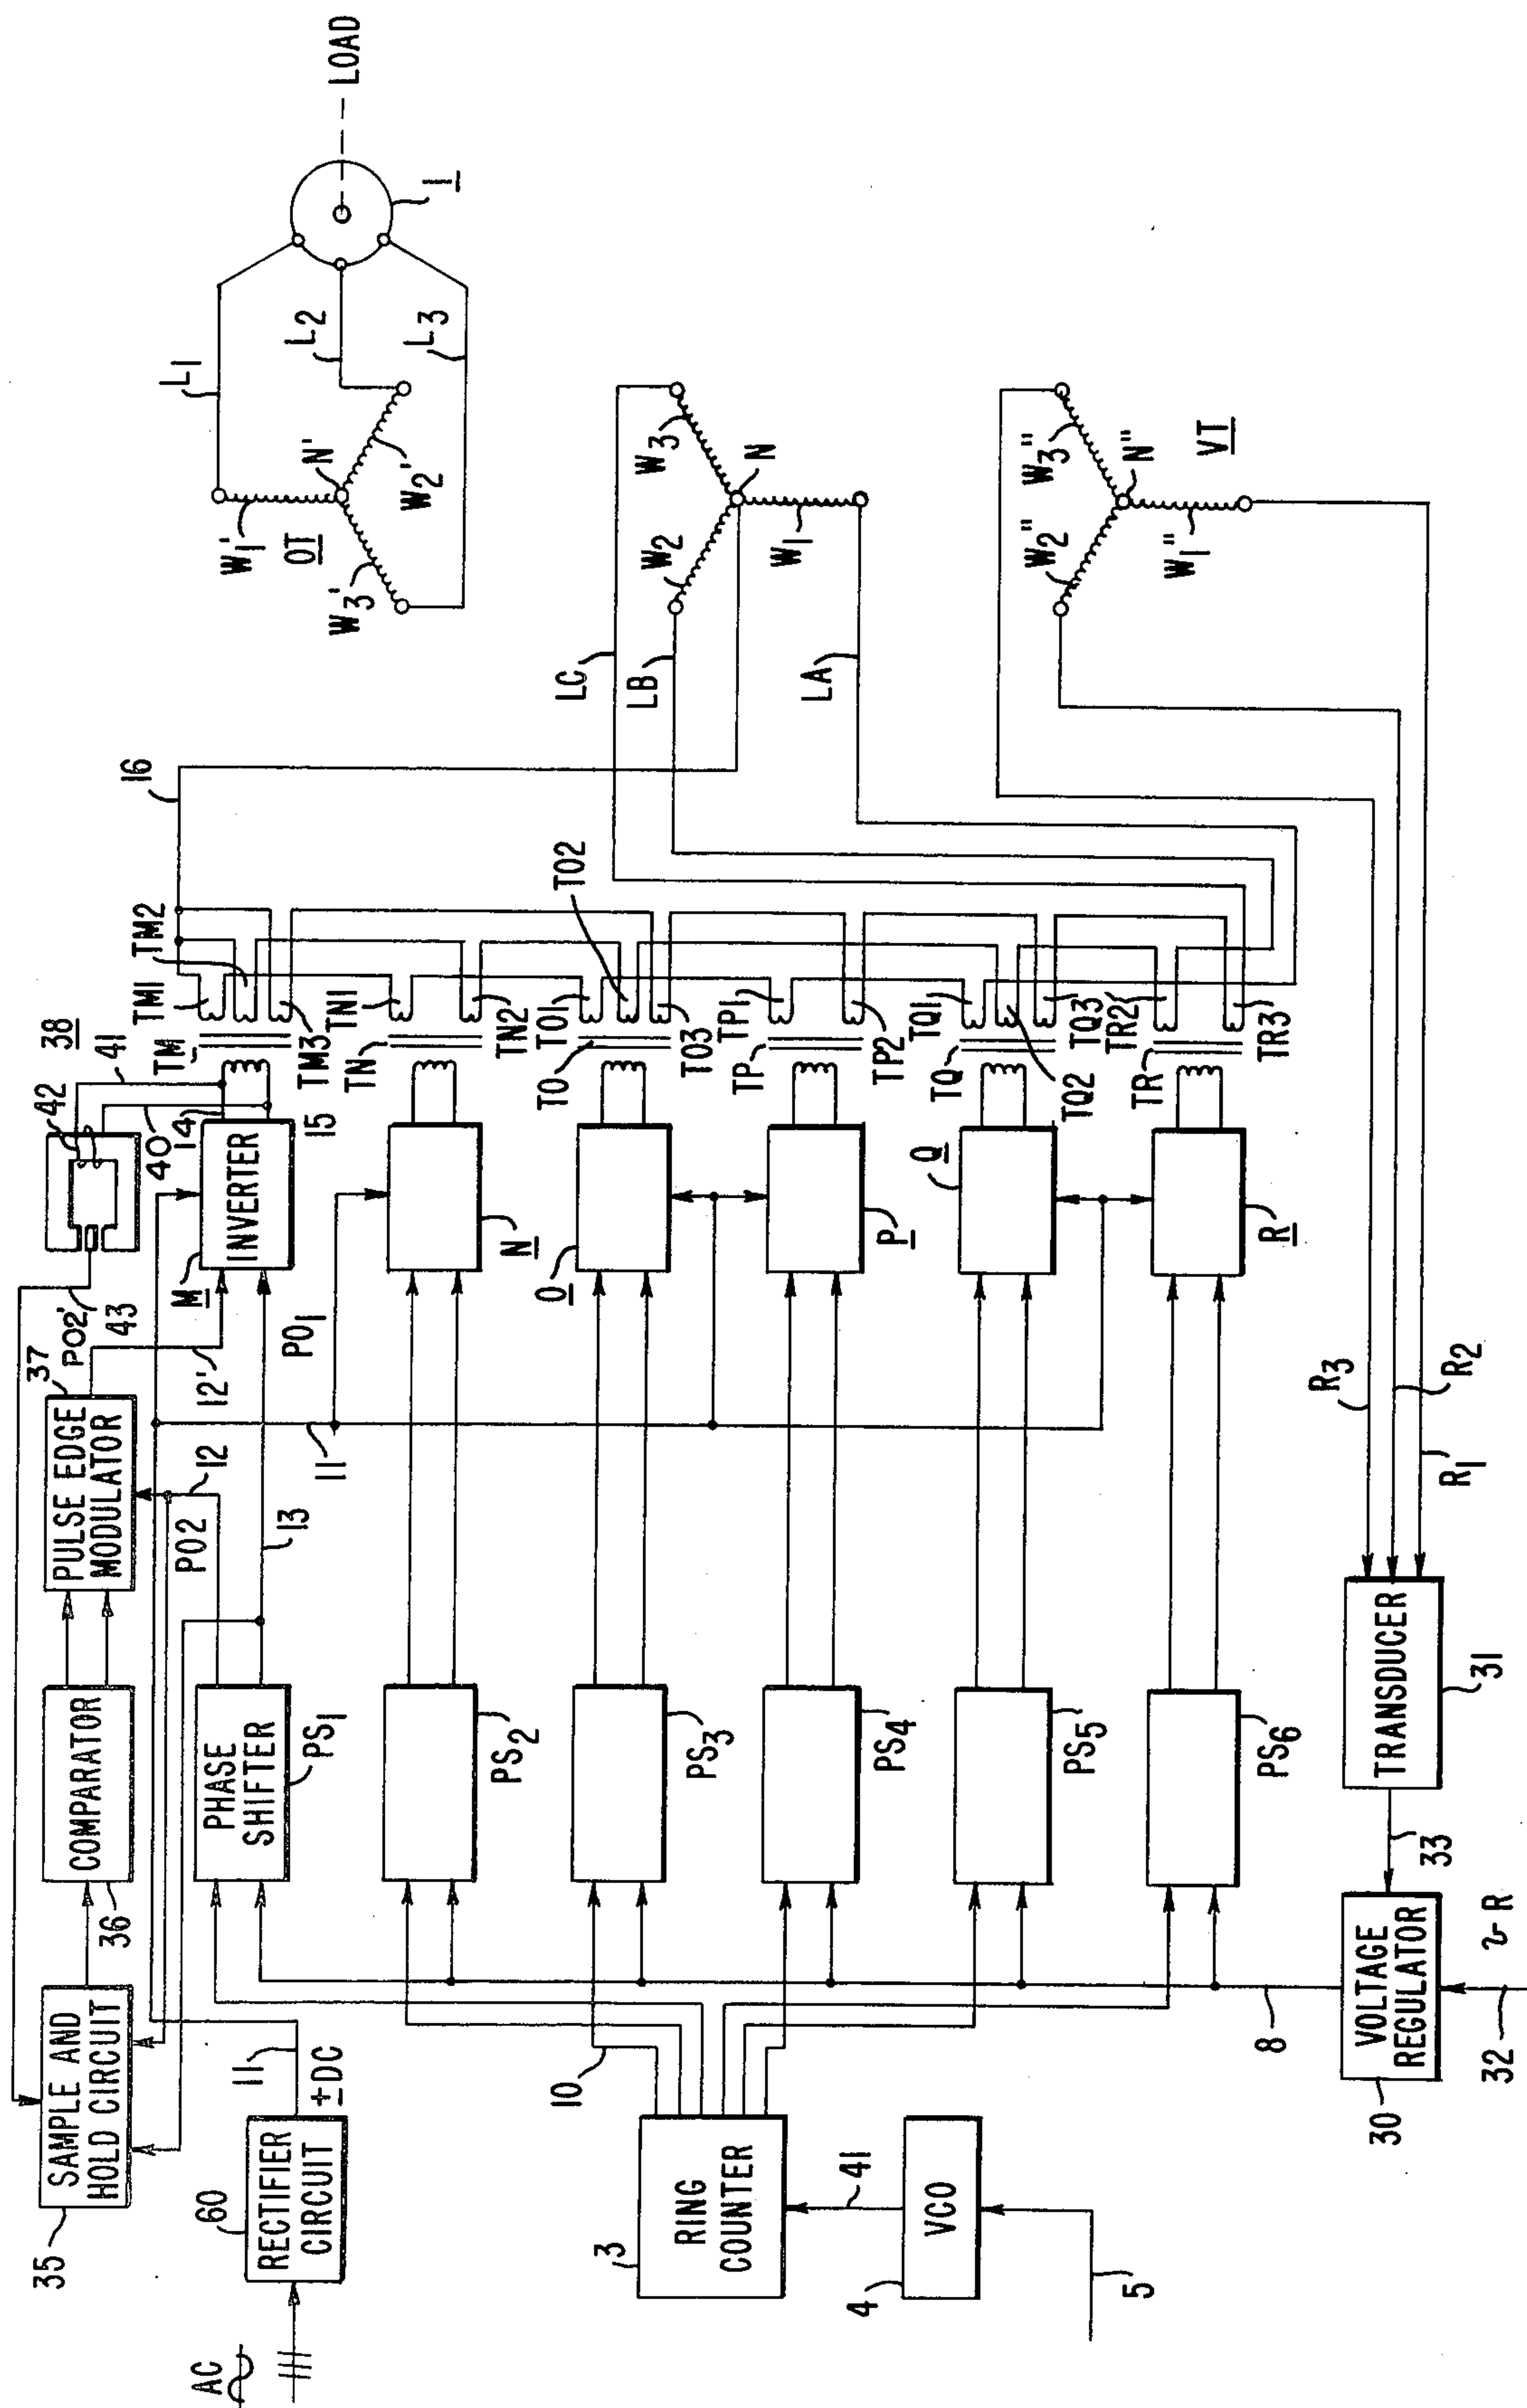 AC
60
RECTIFIER
CIRCUIT
11
±DC
35
SAMPLE AND
HOLD CIRCUIT
36
COMPARATOR
37
PULSE EDGE
MODULATOR
PO2
12
PO2'
43
12'
13
PHASE
SHIFTER
PS1
M
INVERTER
14
15
40
41
42
38
TM
TM1
TM2
TM3
16
PO1
11
PS2
N
TN
TN1
TN2
10
PS3
O
TO
TO1
TO2
TO3
3
RING
COUNTER
41
4
VCO
5
PS4
P
TP
TP1
TP2
PS5
Q
TQ
TQ1
TQ2
TQ3
PS6
R
TR
TR2
TR3
8
30
VOLTAGE
REGULATOR
32
vR
33
TRANSDUCER
31
R3
R2
R1
LC
LB
LA
W3
W2
W1
N
W1'
OT
W3'
W2'
N'
L1
L2
L3
1
LOAD
W2"
W3"
W1"
N"
VT